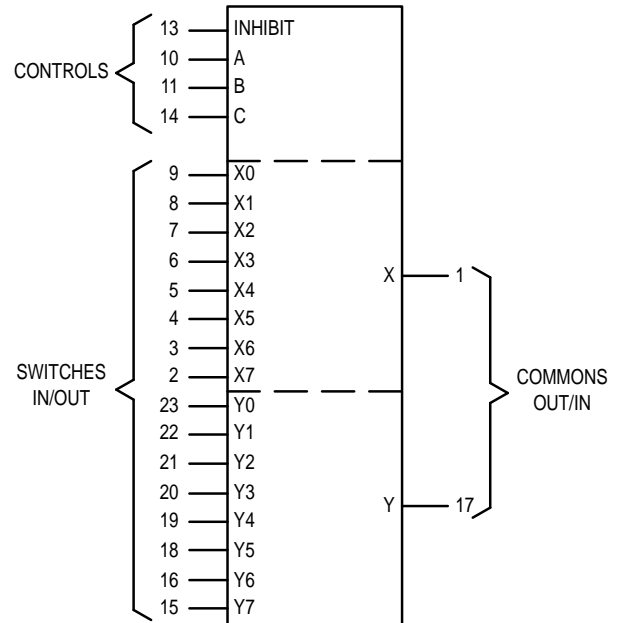 13 INHIBIT
10 A
CONTROLS
11 B
14 C
9 X0
8 X1
7 X2
6 X3
X 1
5 X4
4 X5
3 X6
SWITCHES
IN/OUT
2 X7
COMMONS
OUT/IN
23 Y0
22 Y1
21 Y2
20 Y3
Y 17
19 Y4
18 Y5
16 Y6
15 Y7